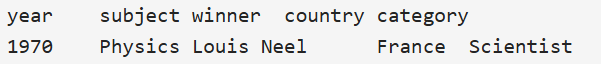 year    subject winner  country category
1970    Physics Louis Neel      France  Scientist